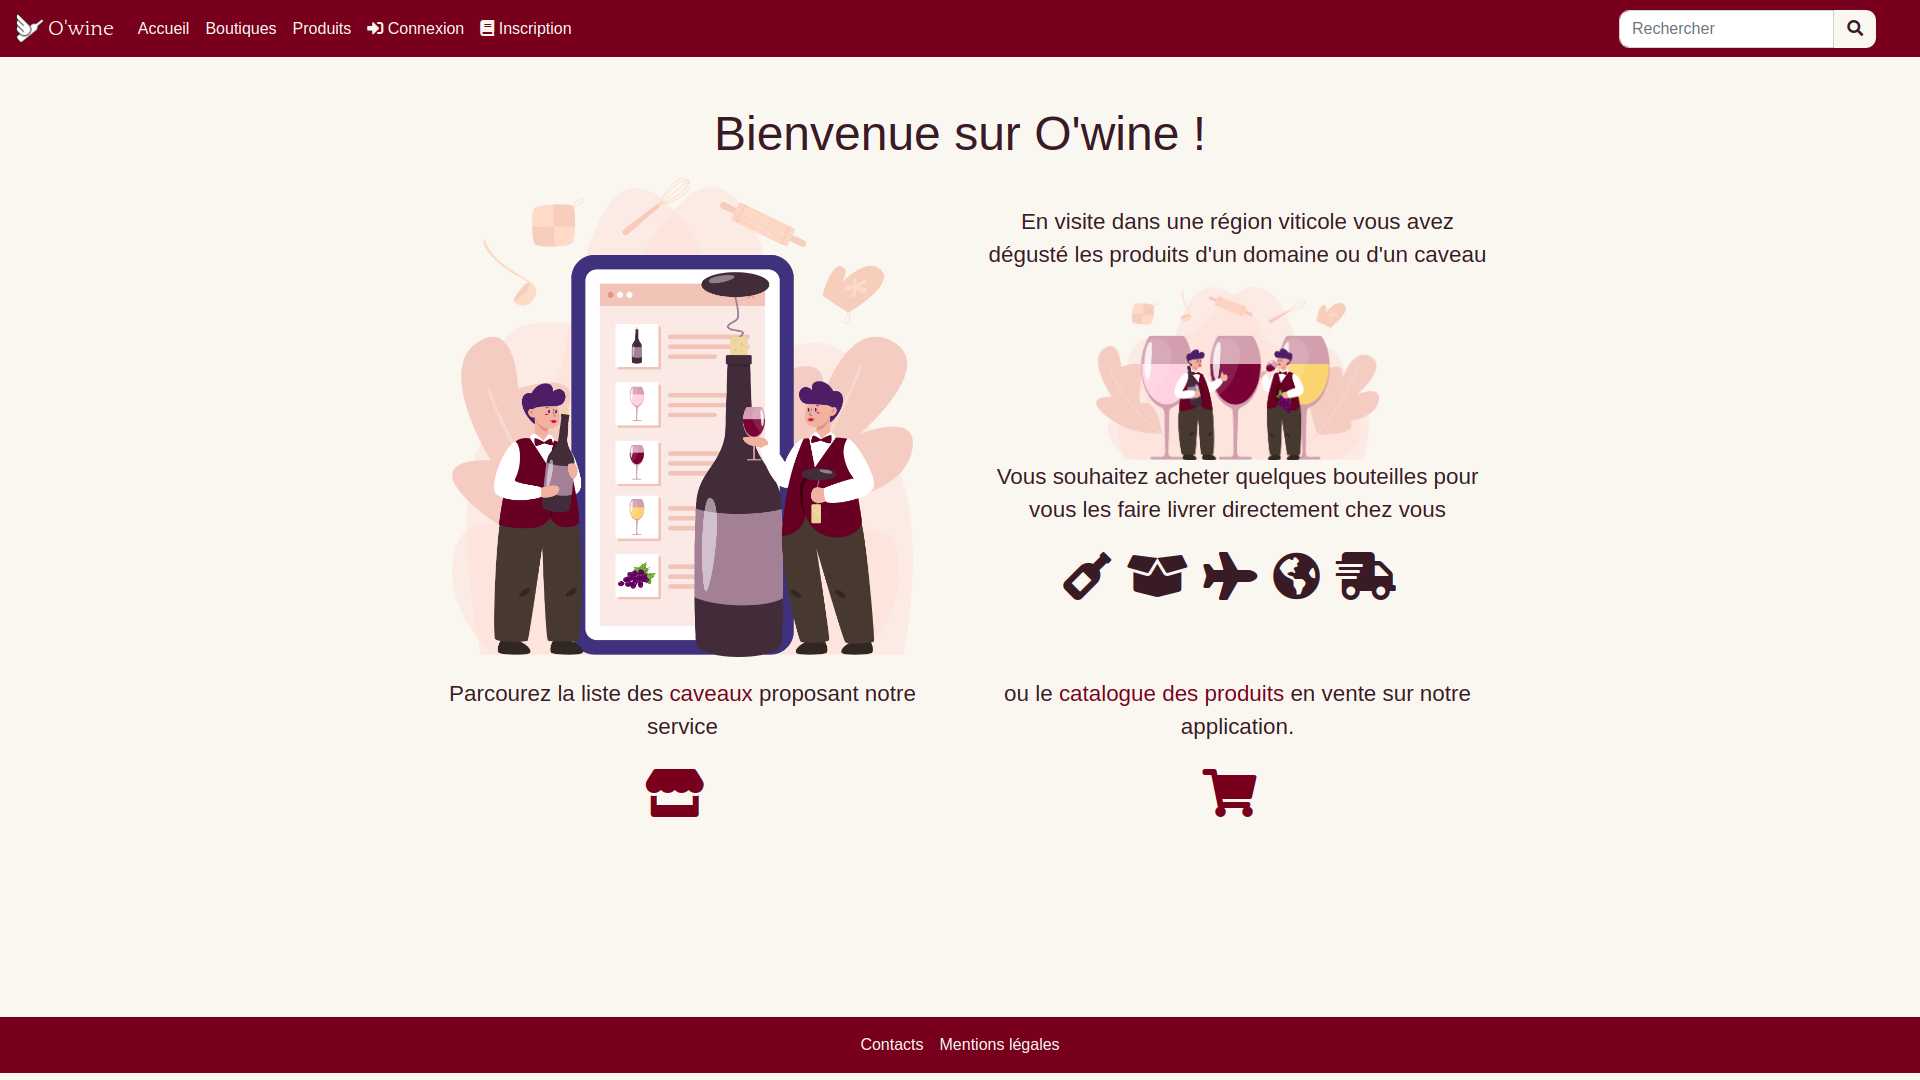 O'wine Accueil Boutiques Produits Connexion Inscription Rechercher
Bienvenue sur O'wine !
En visite dans une région viticole vous avez
dégusté les produits d'un domaine ou d'un caveau
Vous souhaitez acheter quelques bouteilles pour
vous les faire livrer directement chez vous
Parcourez la liste des caveaux proposant notre
service
ou le catalogue des produits en vente sur notre
application.
Contacts Mentions légales